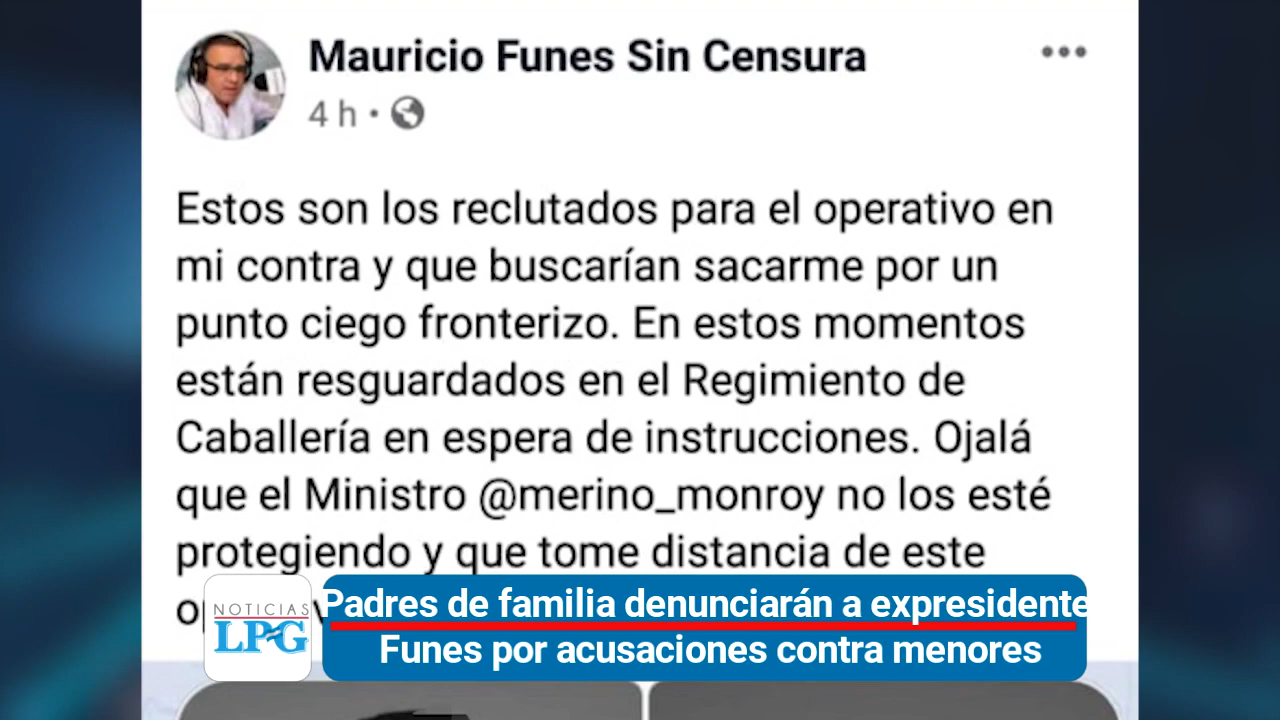 Mauricio Funes Sin Censura
4 h •
Estos son los reclutados para el operativo en
mi contra y que buscarían sacarme por un
punto ciego fronterizo. En estos momentos
están resguardados en el Regimiento de
Caballería en espera de instrucciones. Ojalá
que el Ministro @merino_monroy no los esté
protegiendo y que tome distancia de este
NOTICIAS
LPG
Padres de familia denunciarán a expresidente
Funes por acusaciones contra menores